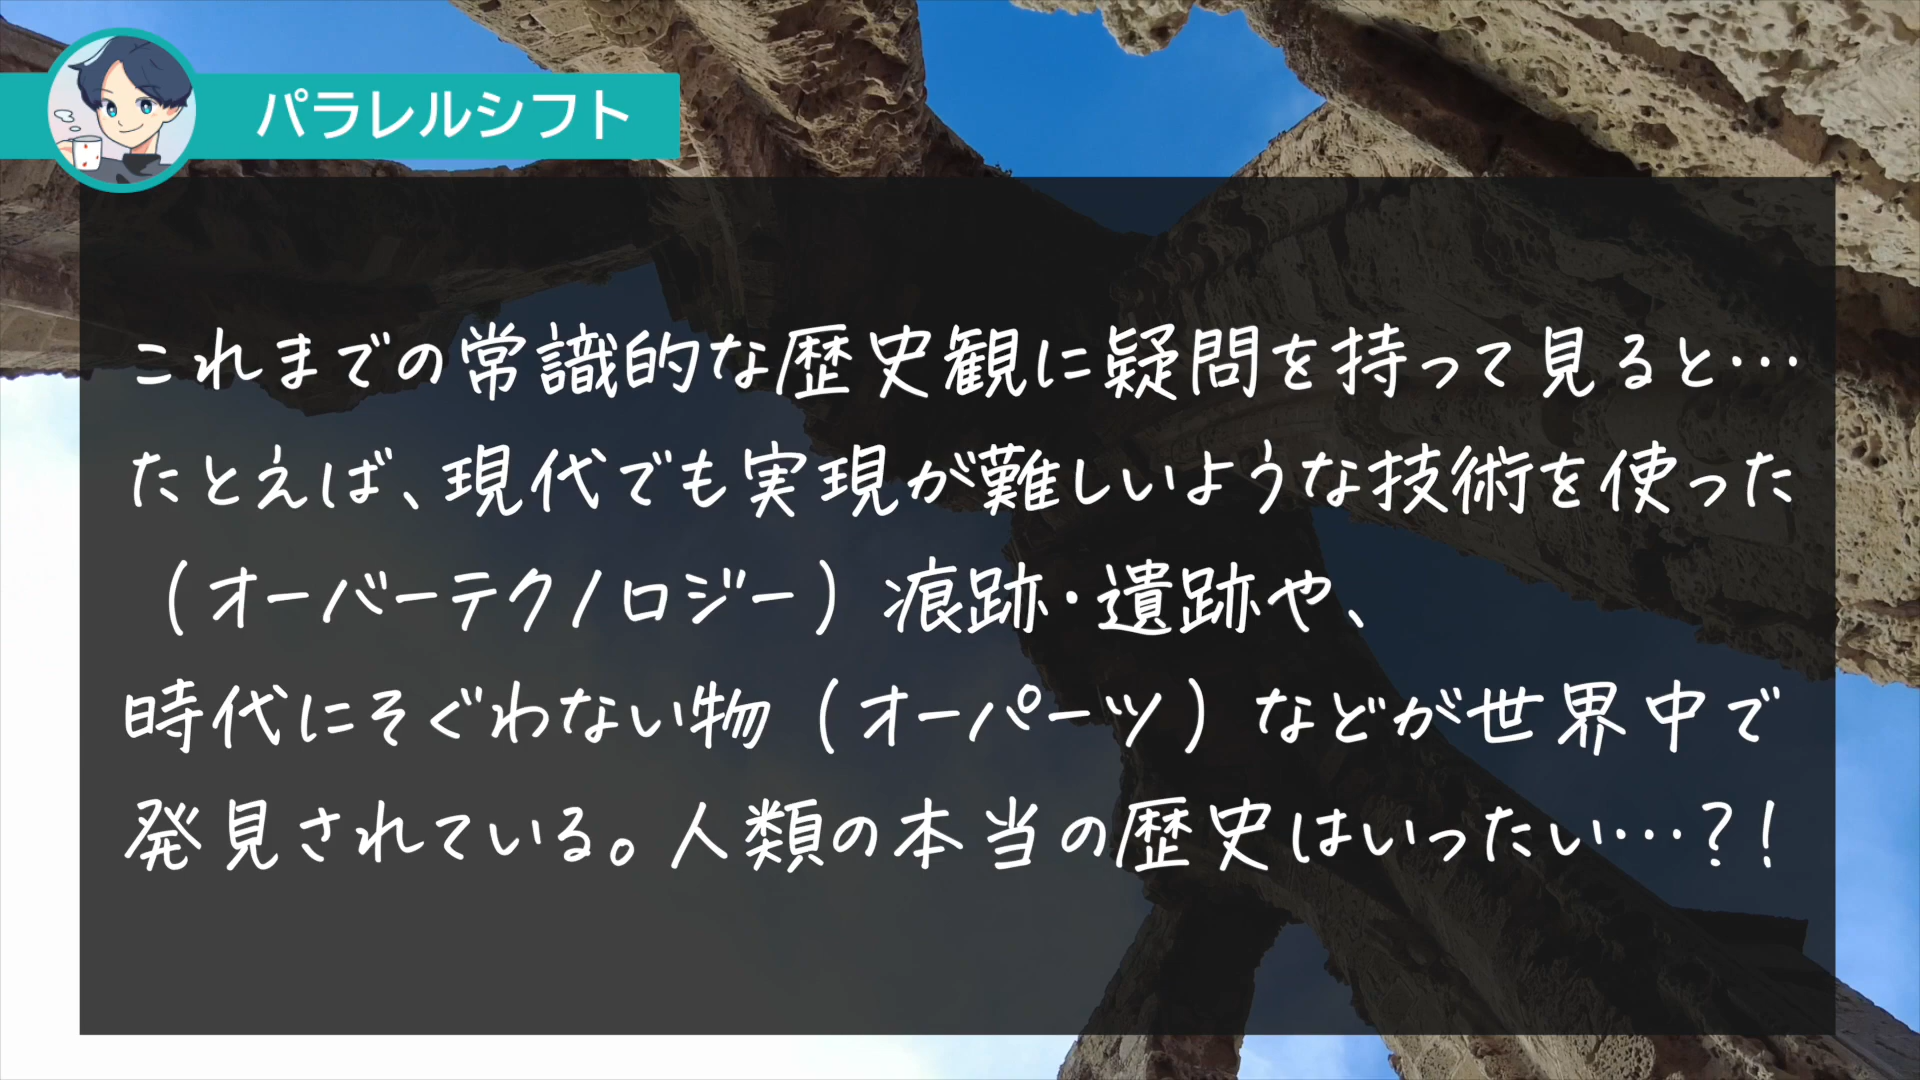 パラレルシフト
これまでの常識的な歴史観に疑問を持って見ると…
たとえば、現代でも実現が難しいような技術を使った
（オーバーテクノロジー）痕跡・遺跡や、
時代にそぐわない物（オーパーツ）などが世界中で
発見されている。人類の本当の歴史はいったい…？！